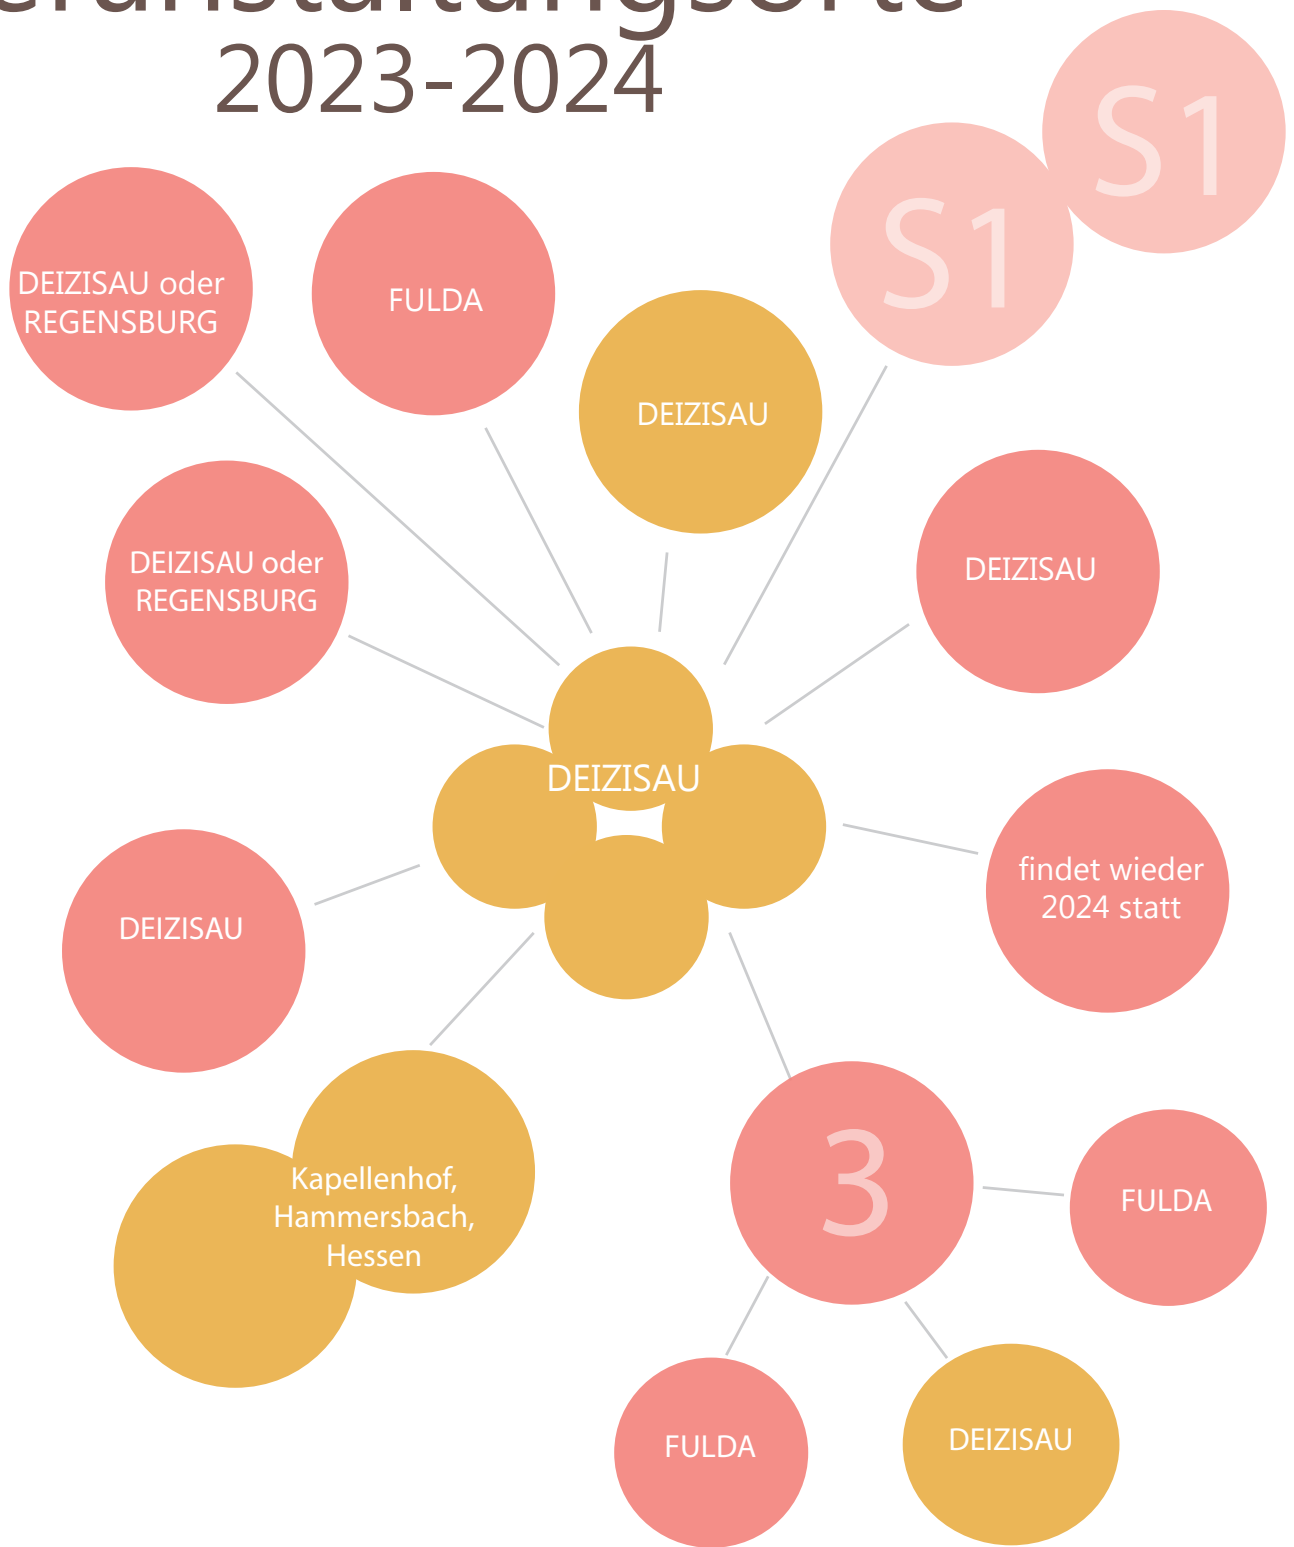 2023-2024
S1
S1
DEIZISAU oder
REGENSBURG
FULDA
DEIZISAU
DEIZISAU oder
REGENSBURG
DEIZISAU
DEIZISAU
findet wieder
2024 statt
DEIZISAU
Kapellenhof,
Hammersbach,
Hessen
3
FULDA
FULDA
DEIZISAU